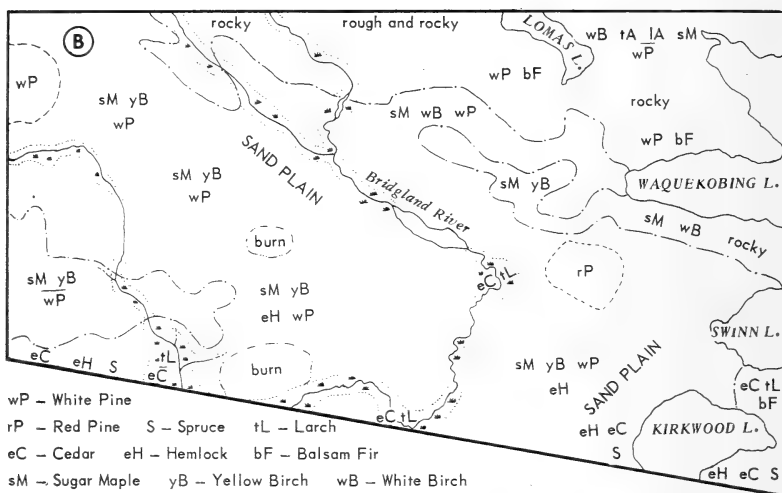 B
rocky
rough and rocky
LOMAS L.
wB tA lA sM
wP
wP
wP bF
sM yB
wP
sM wB wP
rocky
wP bF
SAND PLAIN
sM yB
wP
Bridgland River
sM yB
WAQUEKOBING L.
sM wB
rocky
burn
eC tL
rP
sM yB
wP
sM yB
eH wP
SWINN L.
eC eH S
tL
eC
burn
sM yB wP
eH
SAND PLAIN
eC tL
bF
eC tL
eH eC
S
KIRKWOOD L.
eH eC S
wP – White Pine
rP – Red Pine S – Spruce tL – Larch
eC – Cedar eH – Hemlock bF – Balsam Fir
sM – Sugar Maple yB – Yellow Birch wB – White Birch